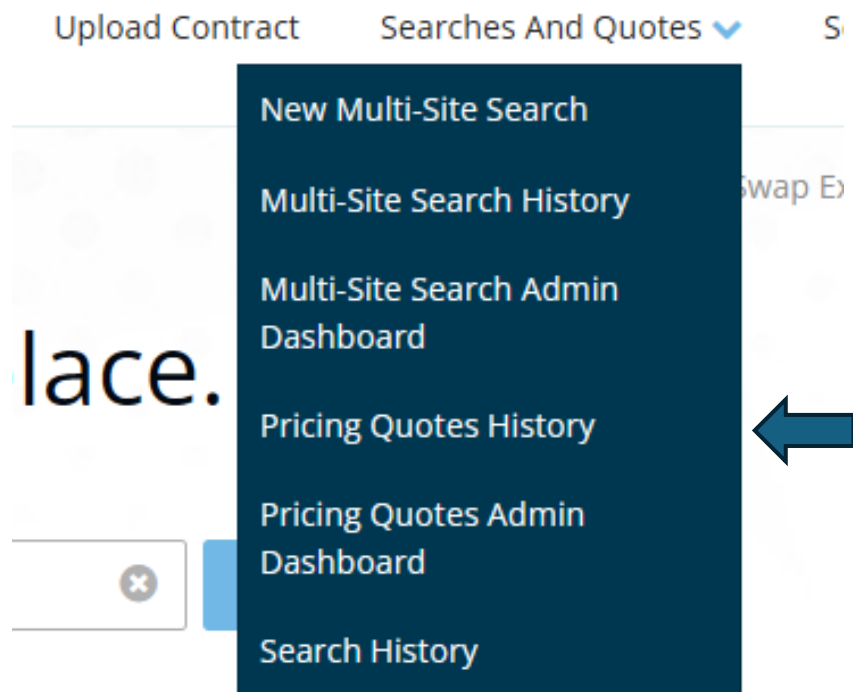 Upload Contract Searches And Quotes
New Multi-Site Search
Multi-Site Search History
Swap
Multi-Site Search Admin
Dashboard
lace.
Pricing Quotes History
Pricing Quotes Admin
Dashboard
Search History